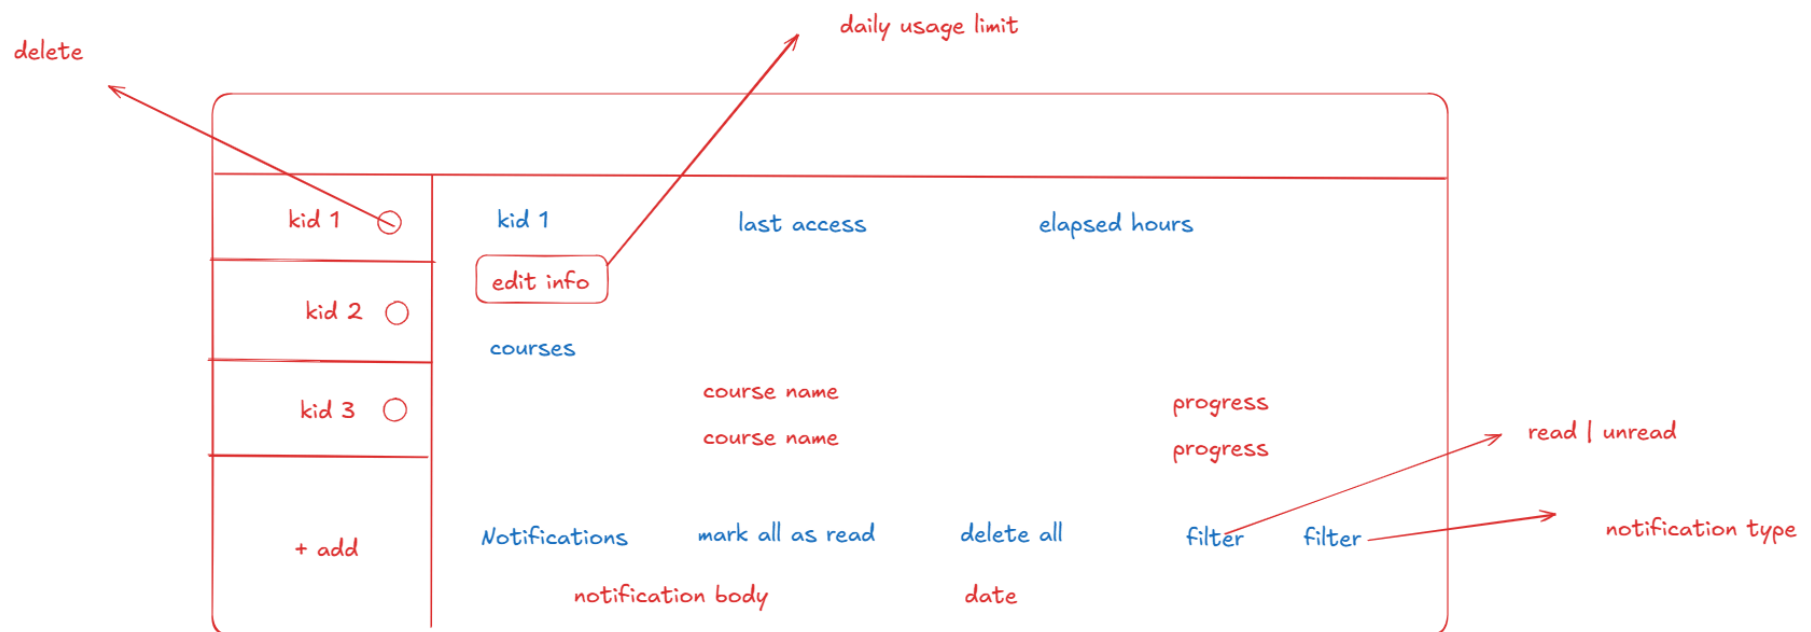 daily usage limit
delete
kid 1
kid 1
last access
elapsed hours
edit info
kid 2
courses
course name
progress
kid 3
course name
progress
read | unread
Notifications
mark all as read
delete all
filter
filter
notification type
+ add
notification body
date